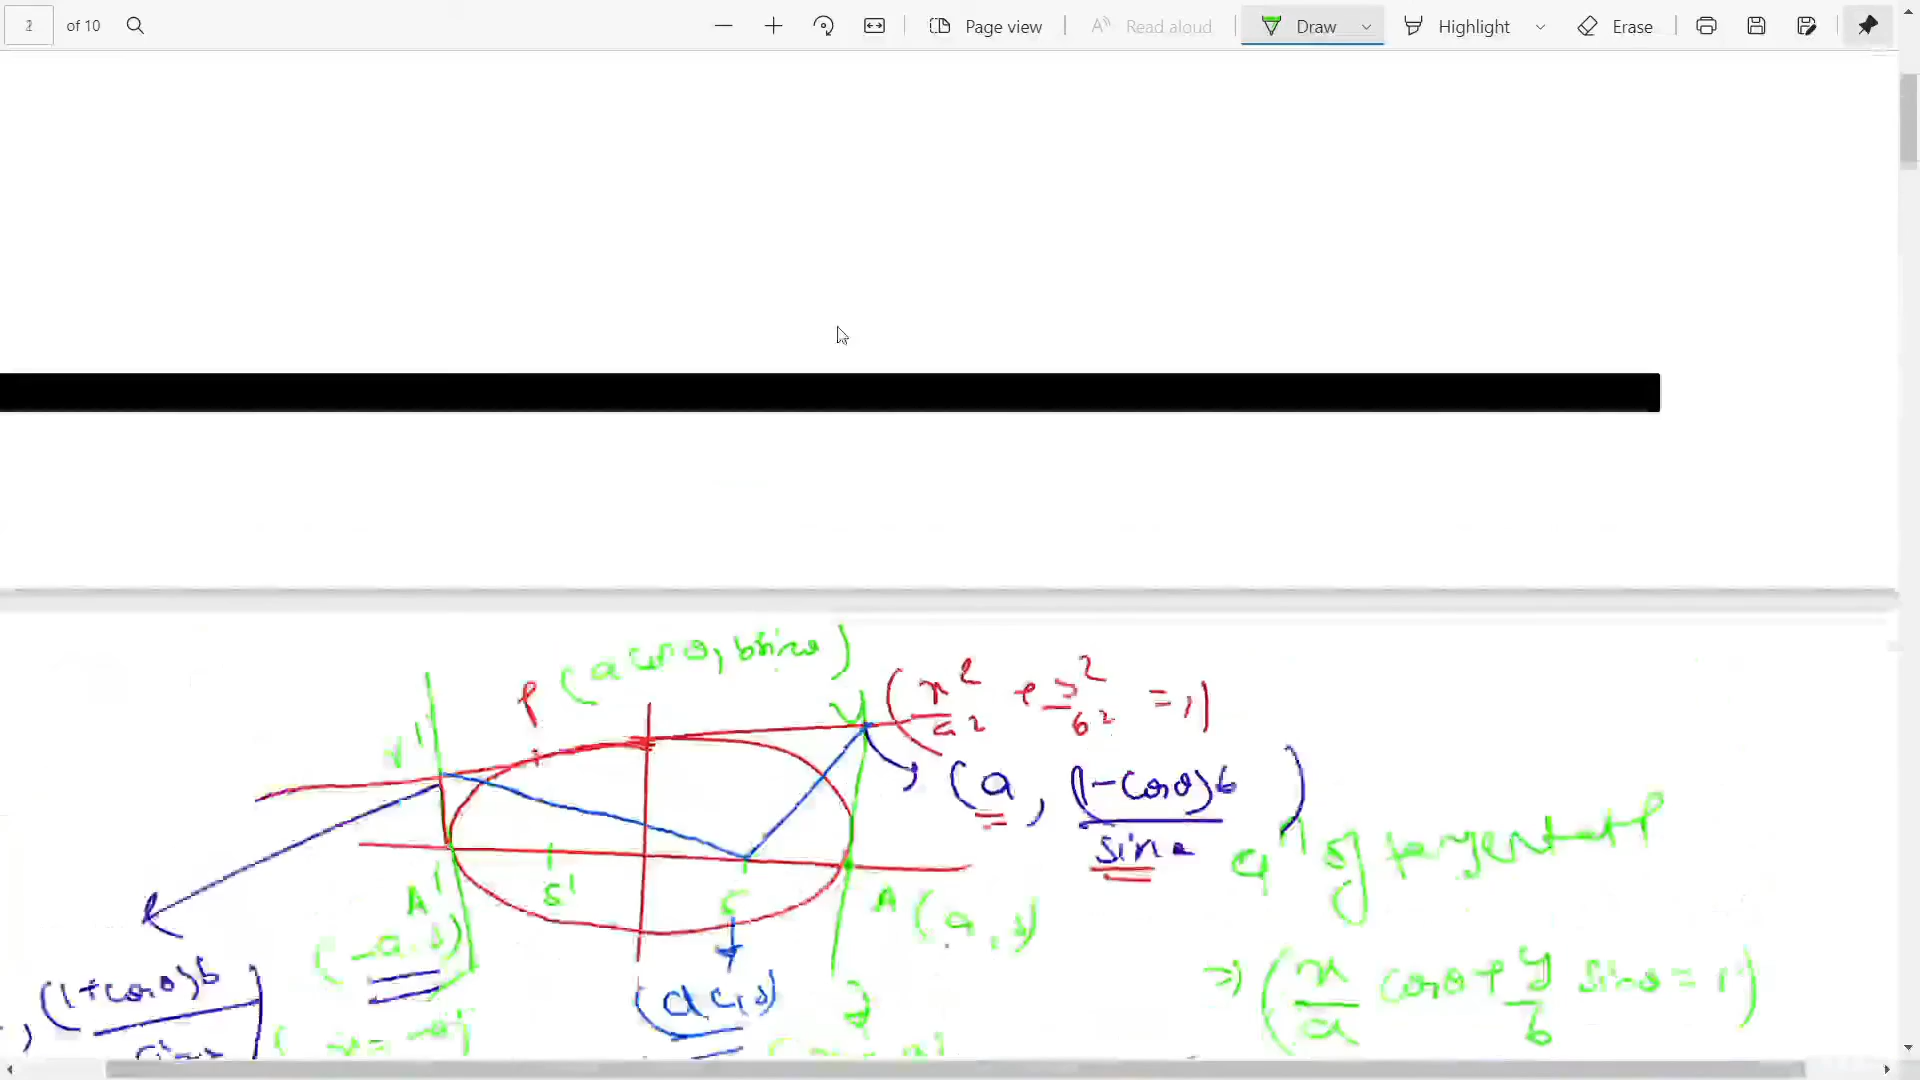 2 of 10 Page view Read aloud Draw Highlight Erase
P (a cos θ, b sin θ)
V'
V
(x²/a² + y²/b² = 1)
(a, (1-cos θ)b / sin θ)
eqⁿ of tangent at P
A' S' S A (a, 0)
(-a, 0)
(1+cos θ)b
(ae, 0)
⇒ (x/a cos θ + y/b sin θ = 1)